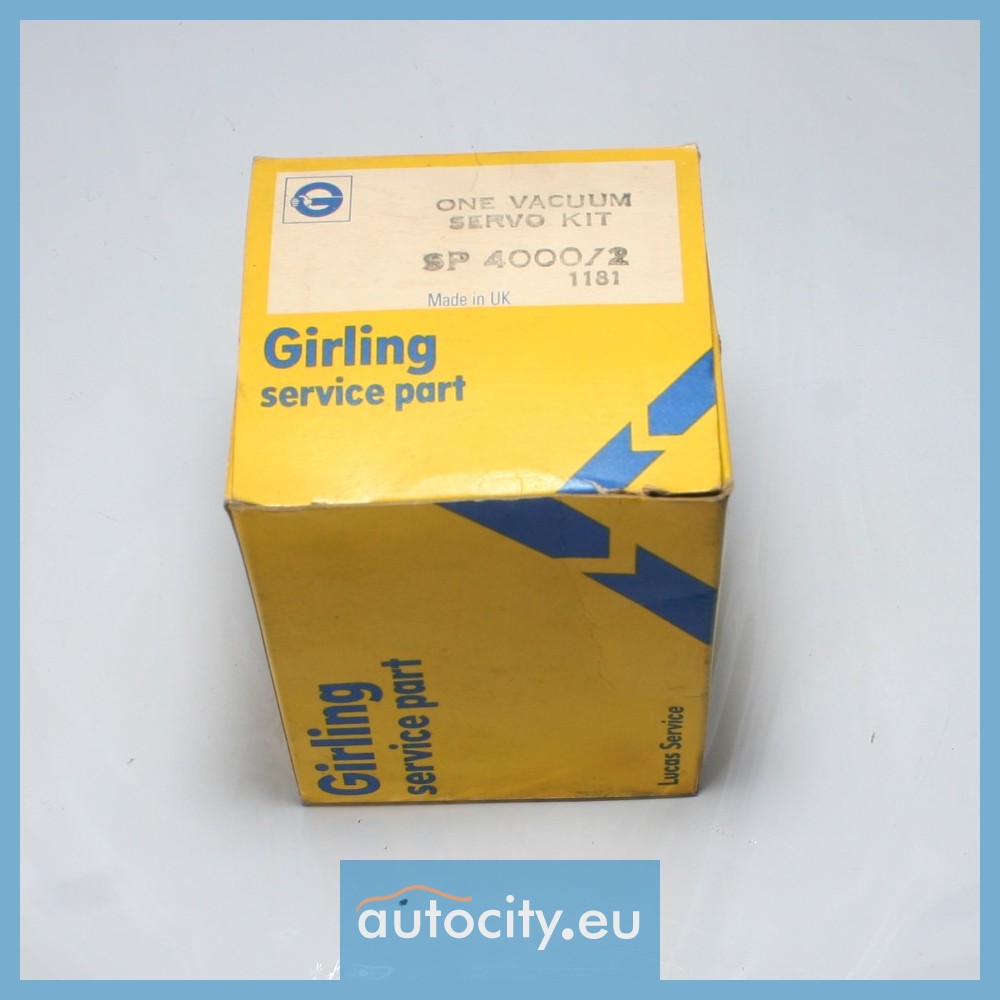 G
ONE VACUUM
SERVO KIT
SP 4000/2
1181
Made in UK
Girling
service part
Girling
service part
Lucas Service
autocity.eu